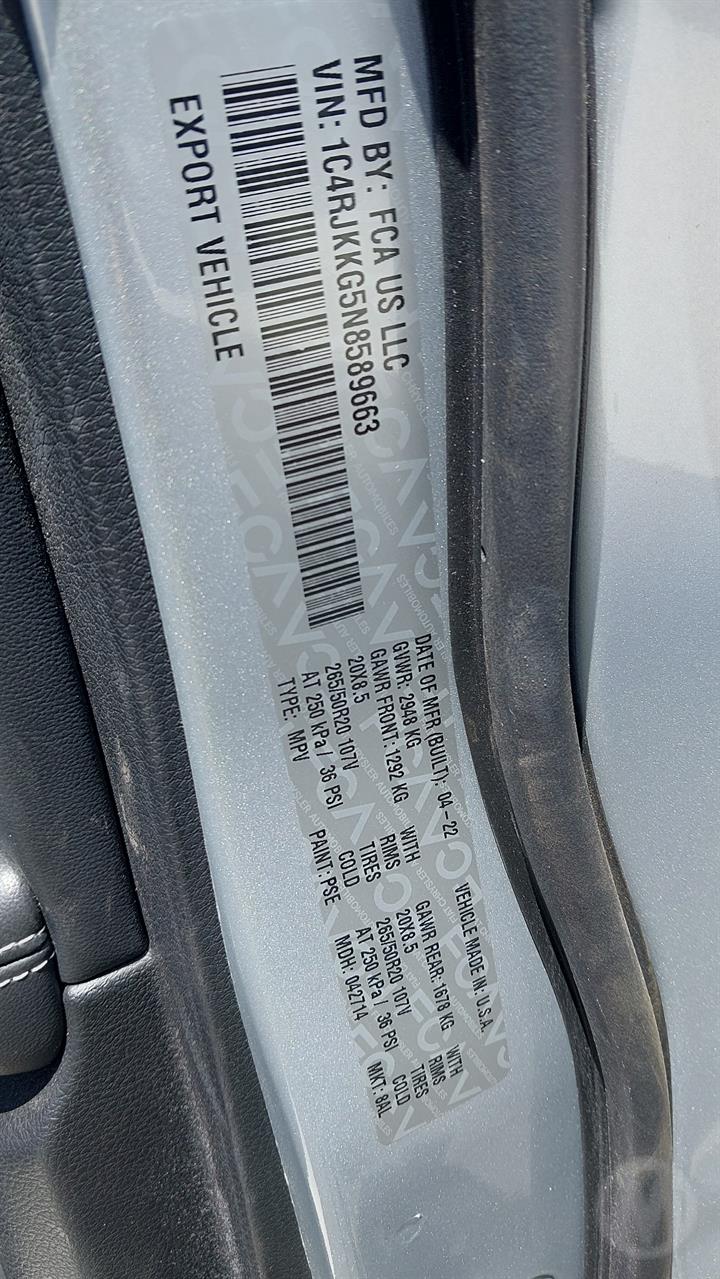 MFD BY: FCA US LLC
VIN: 1C4RJKKG5N8589663
EXPORT VEHICLE
DATE OF MFR (BUILT): 04-22 VEHICLE MADE IN: U.S.A.
GVWR: 2948 KG
GAWR FRONT: 1292 KG WITH GAWR REAR: 1678 KG WITH
20X8.5 RIMS 20X8.5 RIMS
265/50R20 107V TIRES 265/50R20 107V TIRES
AT 250 kPa / 36 PSI COLD AT 250 kPa / 36 PSI COLD
TYPE: MPV PAINT: PSE MDH: 042714 MKT: 8AL